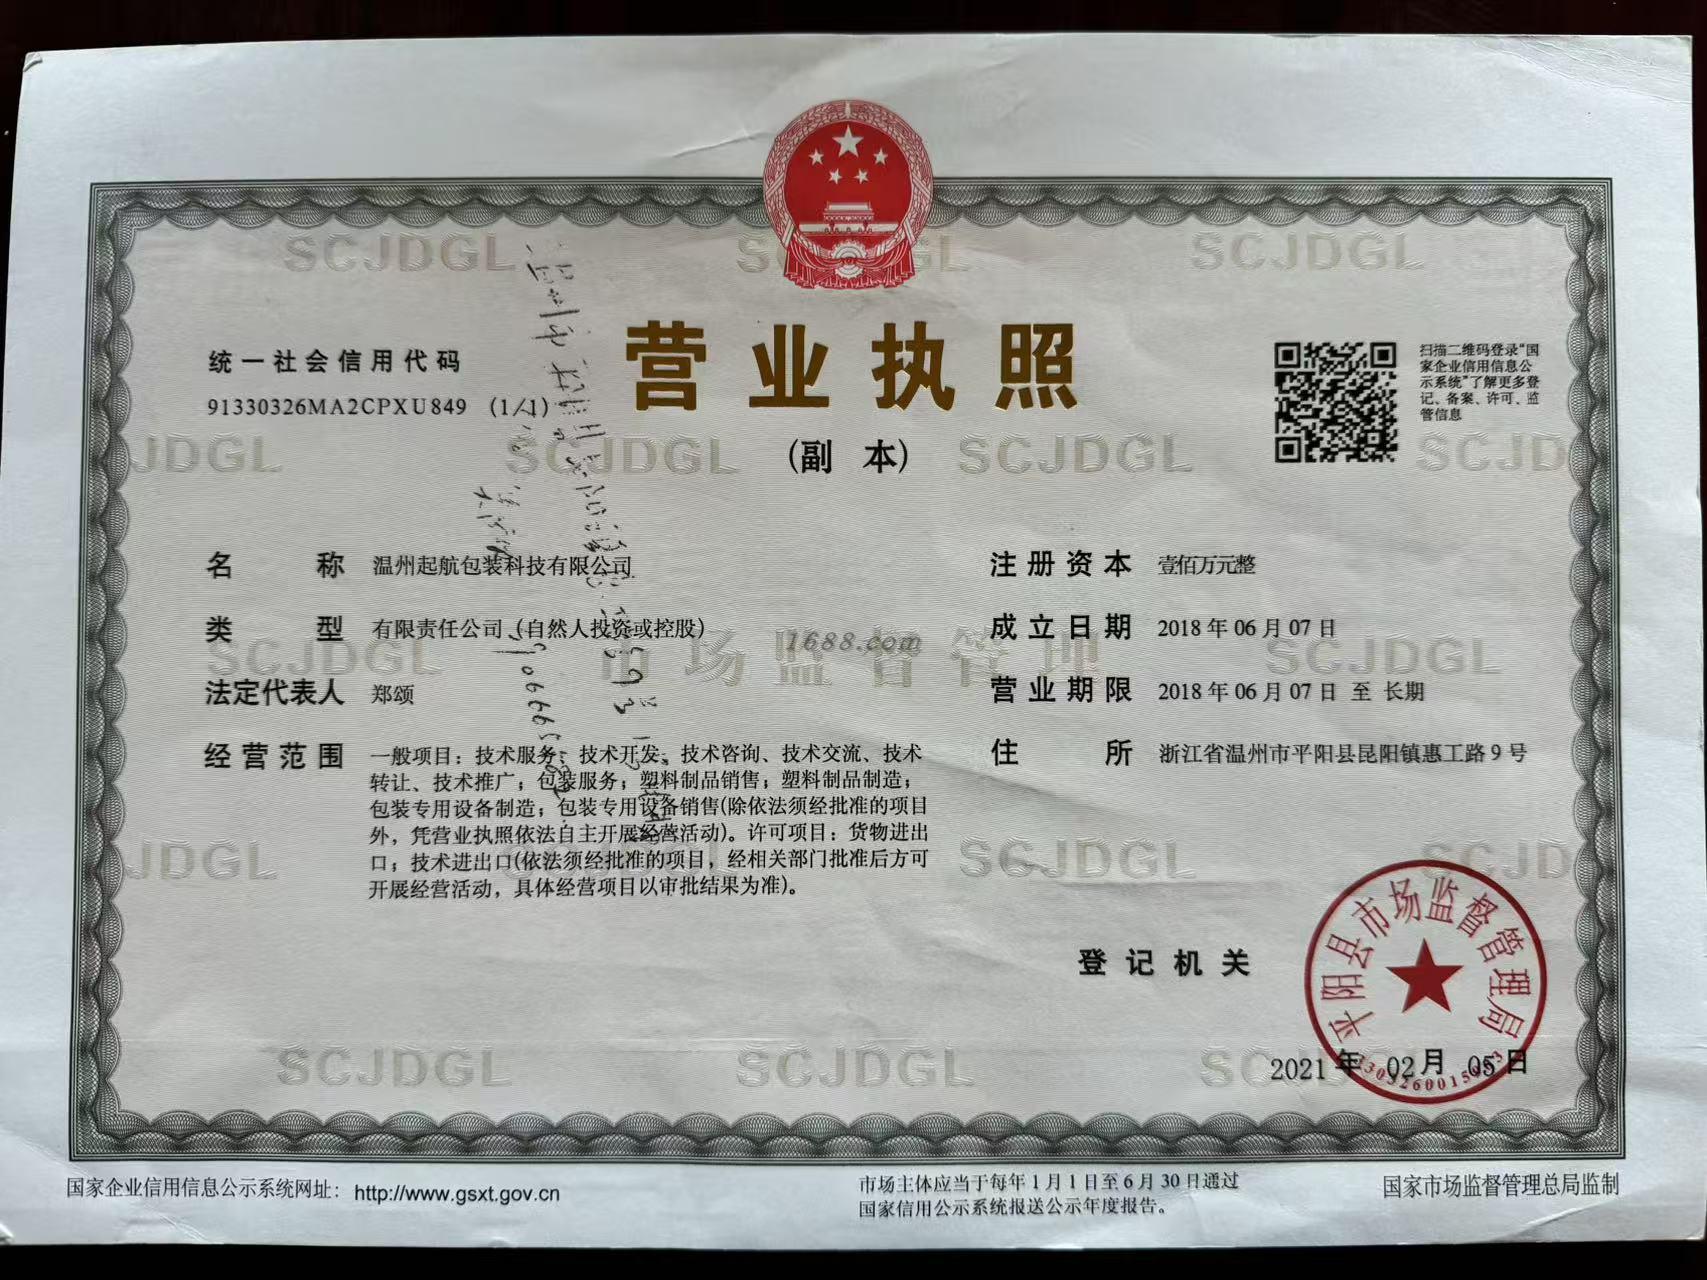 营业执照
(副 本)
统一社会信用代码
91330326MA2CPXU849 (1/1)
扫描二维码登录"国
家企业信用信息公
示系统"了解更多登
记、备案、许可、监
管信息
名 称 温州起航包装科技有限公司
类 型 有限责任公司(自然人投资或控股)
法定代表人 郑颂
经营范围 一般项目：技术服务、技术开发、技术咨询、技术交流、技术
转让、技术推广；包装服务；塑料制品销售；塑料制品制造；
包装专用设备制造；包装专用设备销售(除依法须经批准的项目
外，凭营业执照依法自主开展经营活动)。许可项目：货物进出
口；技术进出口(依法须经批准的项目，经相关部门批准后方可
开展经营活动，具体经营项目以审批结果为准)。
注册资本 壹佰万元整
成立日期 2018年06月07日
营业期限 2018年06月07日 至 长期
住 所 浙江省温州市平阳县昆阳镇惠工路9号
1688.com
市场监督管理
SCJDGL
登记机关
平阳县市场监督管理局
2021年 02月 05日
国家企业信用信息公示系统网址：http://www.gsxt.gov.cn
市场主体应当于每年1月1日至6月30日通过
国家信用公示系统报送公示年度报告。
国家市场监督管理总局监制